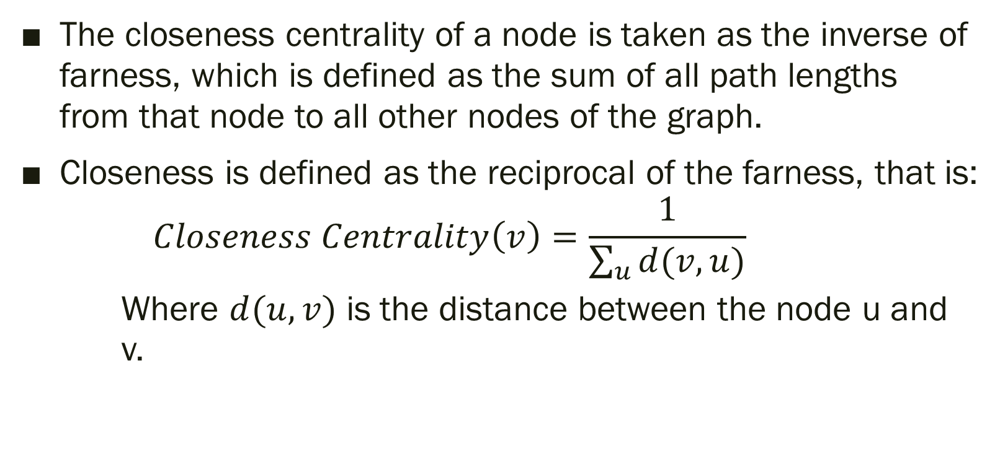 ■ The closeness centrality of a node is taken as the inverse of
farness, which is defined as the sum of all path lengths
from that node to all other nodes of the graph.
■ Closeness is defined as the reciprocal of the farness, that is:
Closeness Centrality(v) = 1 / ∑_u d(v, u)
Where d(u, v) is the distance between the node u and
v.